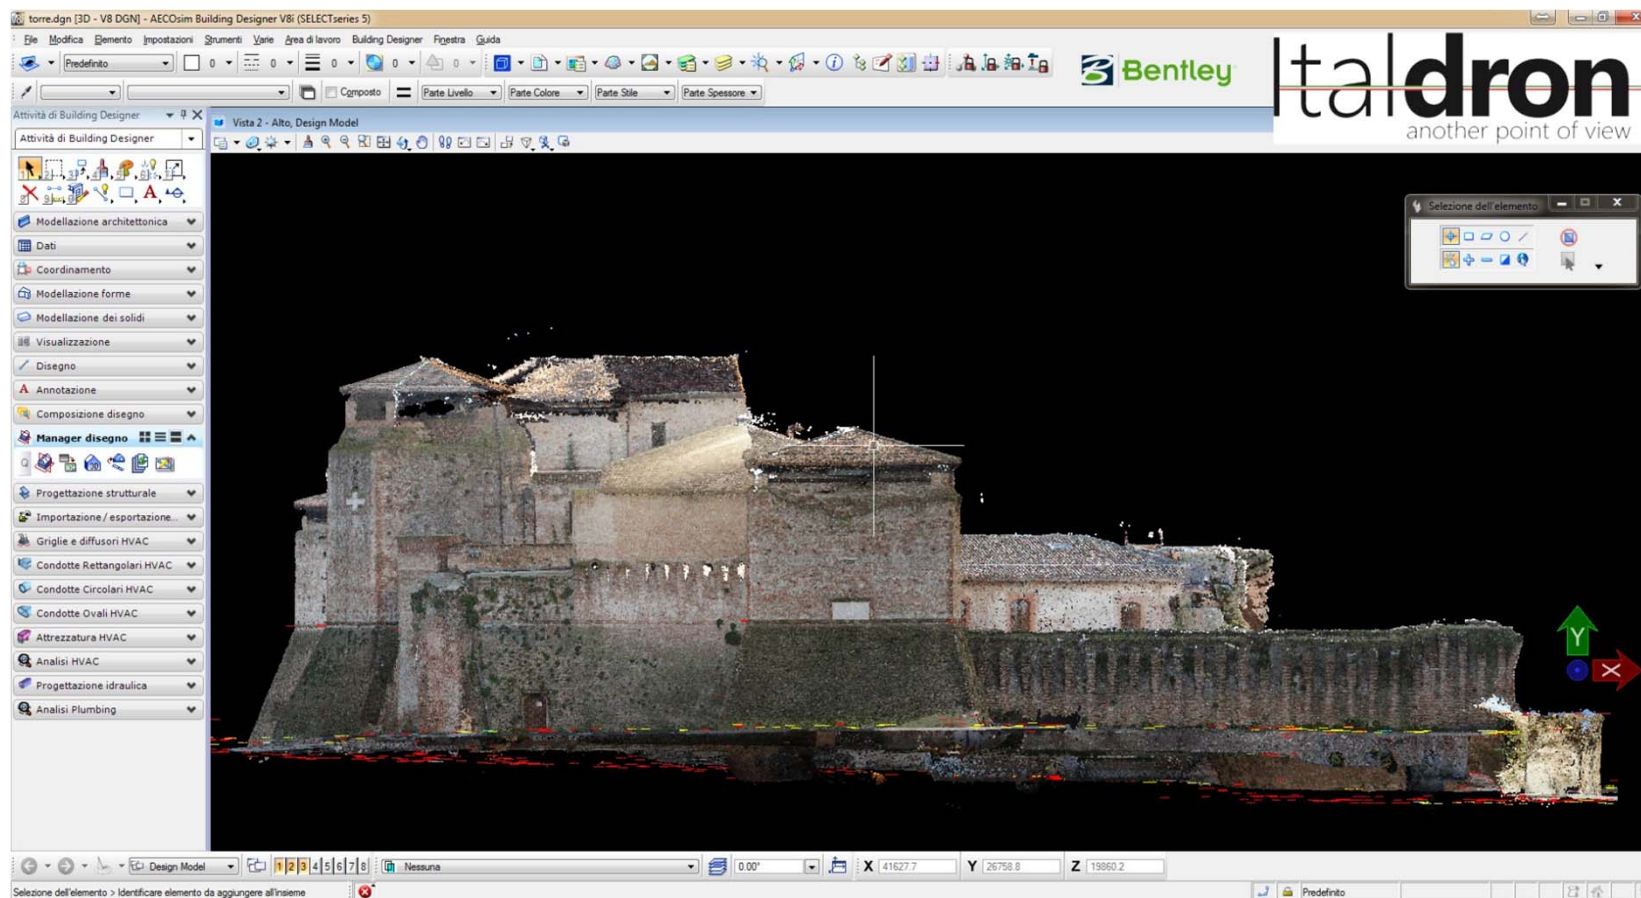 torre.dgn [3D - V8 DGN] - AECOsim Building Designer V8i (SELECTseries 5)
File Modifica Elemento Impostazioni Strumenti Varie Area di lavoro Building Designer Finestra Guida
Predefinito 0 0 0 0 0
Composto Parte Livello Parte Colore Parte Stile Parte Spessore
Bentley
Italdron
another point of view
Attività di Building Designer
Vista 2 - Alto, Design Model
Attività di Building Designer
Selezione dell'elemento
Modellazione architettonica
Dati
Coordinamento
Modellazione forme
Modellazione dei solidi
Visualizzazione
Disegno
A Annotazione
Composizione disegno
Manager disegno
Progettazione strutturale
Importazione / esportazione...
Griglie e diffusori HVAC
Condotte Rettangolari HVAC
Condotte Circolari HVAC
Condotte Ovali HVAC
Attrezzatura HVAC
Analisi HVAC
Progettazione idraulica
Analisi Plumbing
Y
X
Design Model 1 2 3 4 5 6 7 8 Nessuna 0.00° X 41627.7 Y 26758.8 Z 19860.2
Selezione dell'elemento > Identificare elemento da aggiungere all'insieme
Predefinito